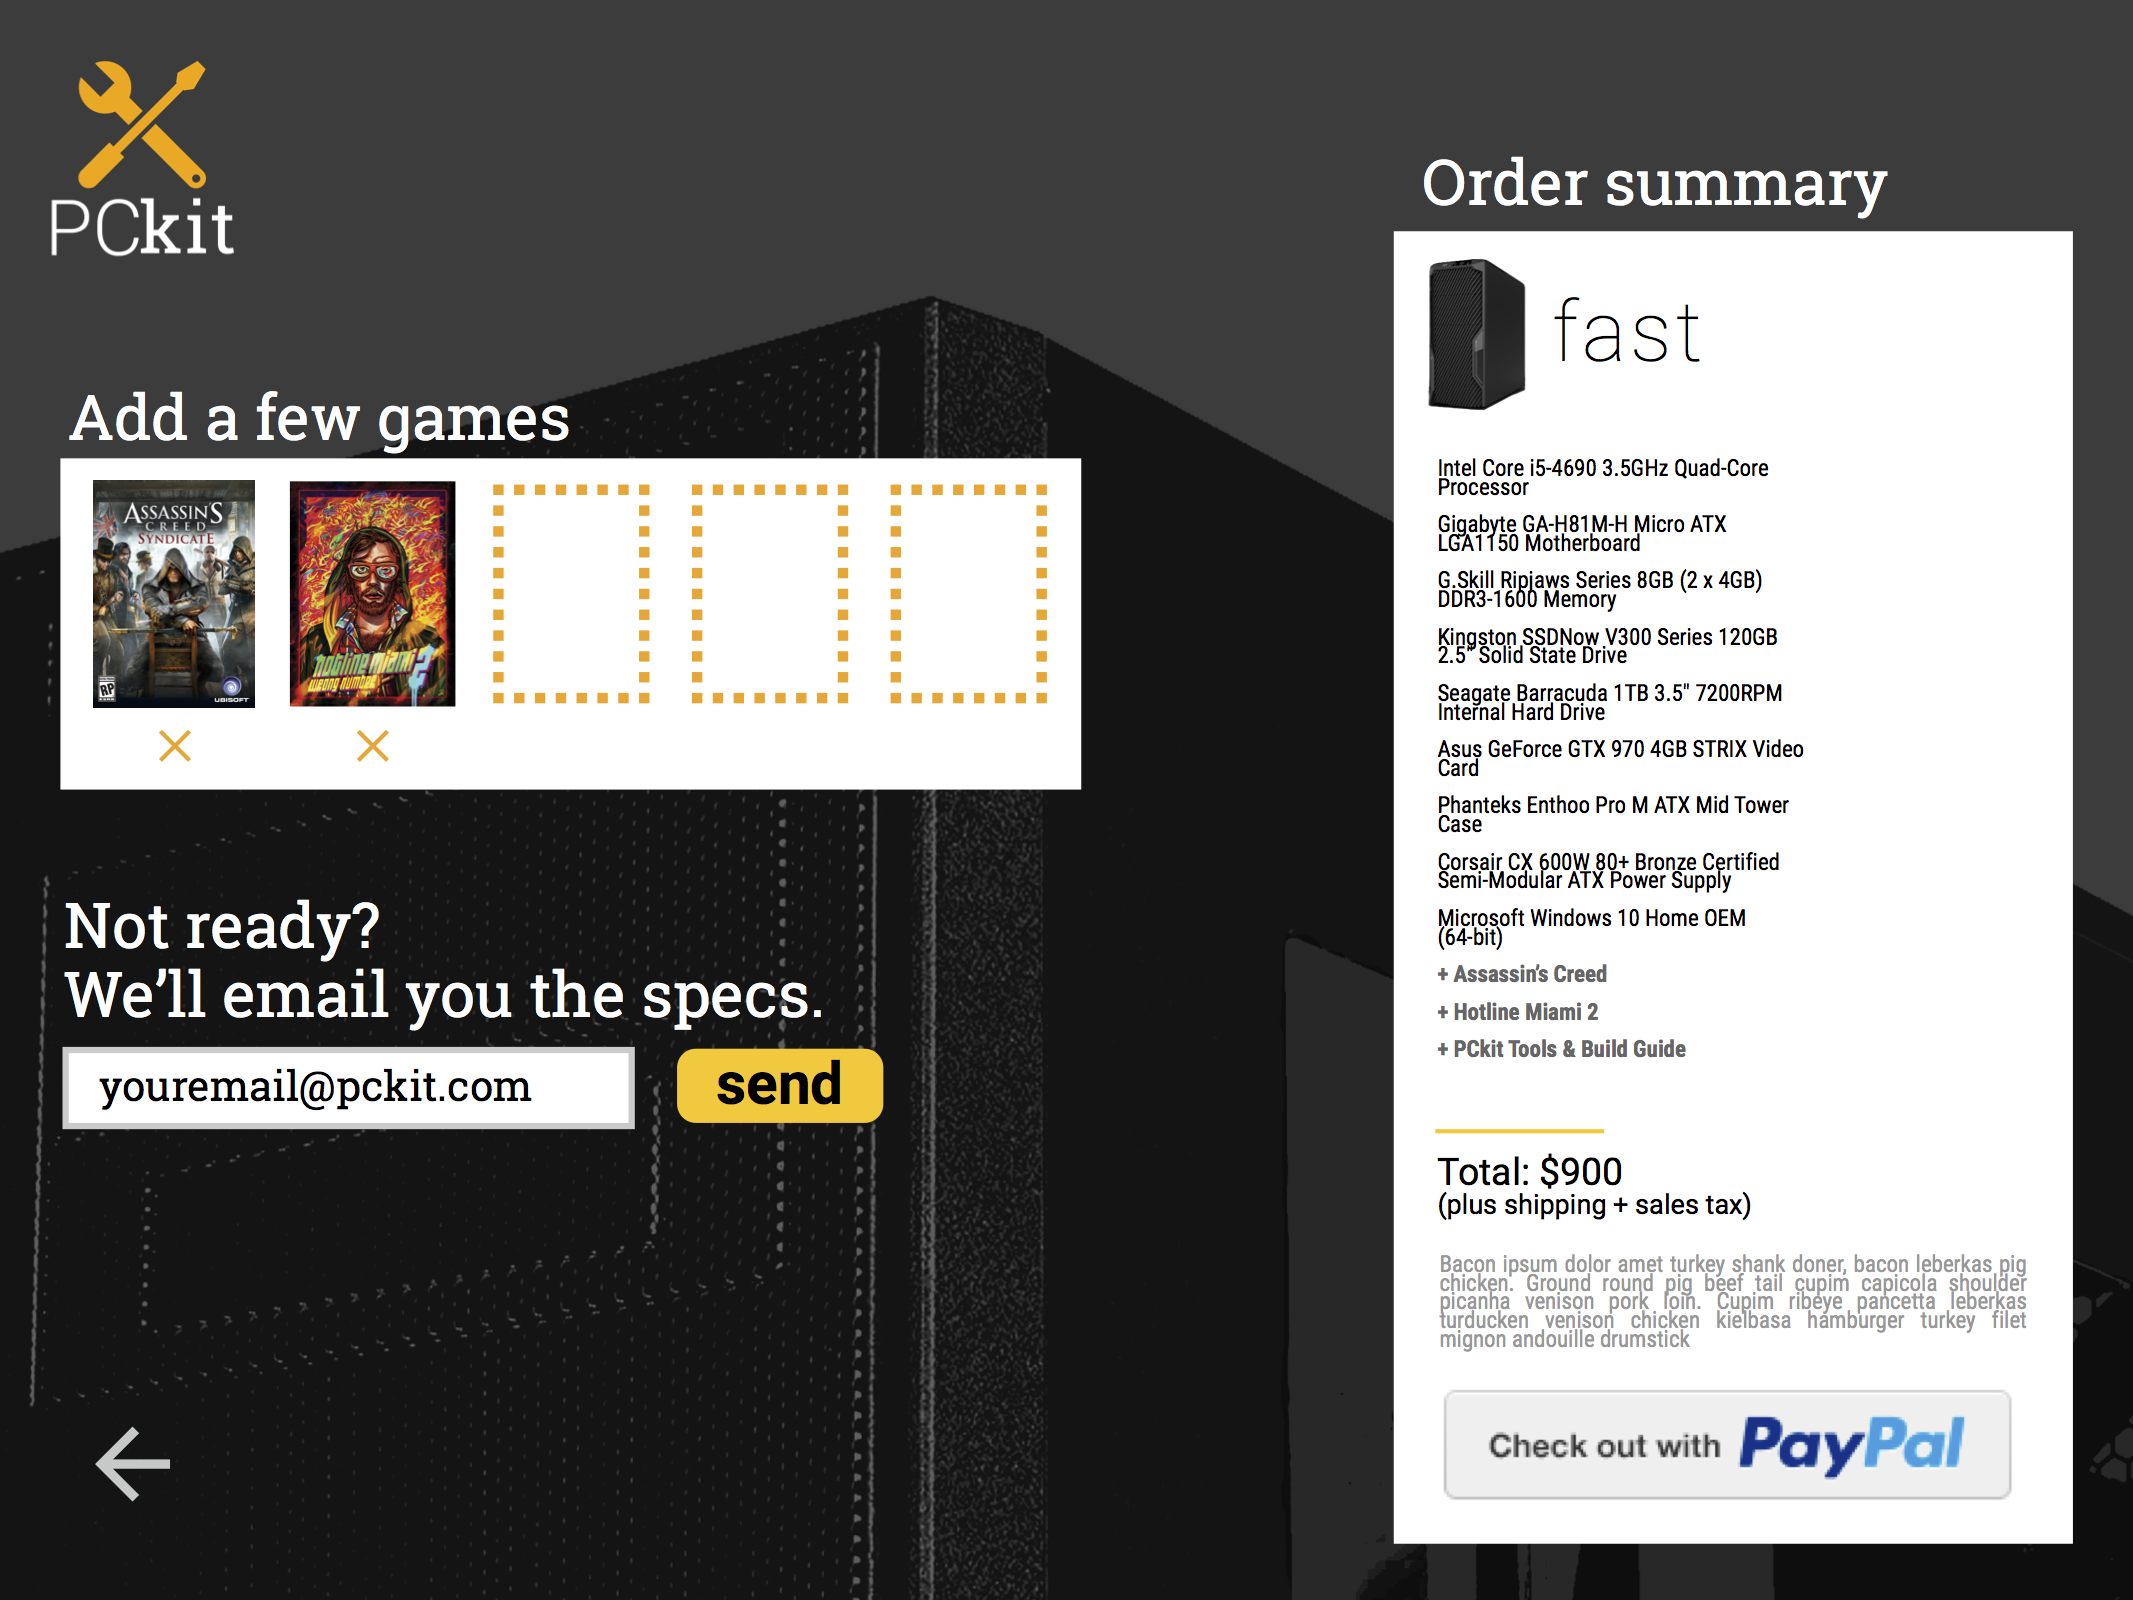 PCkit
Add a few games
ASSASSIN'S
CREED
SYNDICATE
RP
UBISOFT
hotline miami 2
wrong number
Not ready?
We'll email you the specs.
youremail@pckit.com
send
Order summary
fast
Intel Core i5-4690 3.5GHz Quad-Core
Processor
Gigabyte GA-H81M-H Micro ATX
LGA1150 Motherboard
G.Skill Ripjaws Series 8GB (2 x 4GB)
DDR3-1600 Memory
Kingston SSDNow V300 Series 120GB
2.5" Solid State Drive
Seagate Barracuda 1TB 3.5" 7200RPM
Internal Hard Drive
Asus GeForce GTX 970 4GB STRIX Video
Card
Phanteks Enthoo Pro M ATX Mid Tower
Case
Corsair CX 600W 80+ Bronze Certified
Semi-Modular ATX Power Supply
Microsoft Windows 10 Home OEM
(64-bit)
+ Assassin's Creed
+ Hotline Miami 2
+ PCkit Tools & Build Guide
Total: $900
(plus shipping + sales tax)
Bacon ipsum dolor amet turkey shank doner, bacon leberkas pig
chicken. Ground round pig beef tail cupim capicola shoulder
picanha venison pork loin. Cupim ribeye pancetta leberkas
turducken venison chicken kielbasa hamburger turkey filet
mignon andouille drumstick
Check out with PayPal